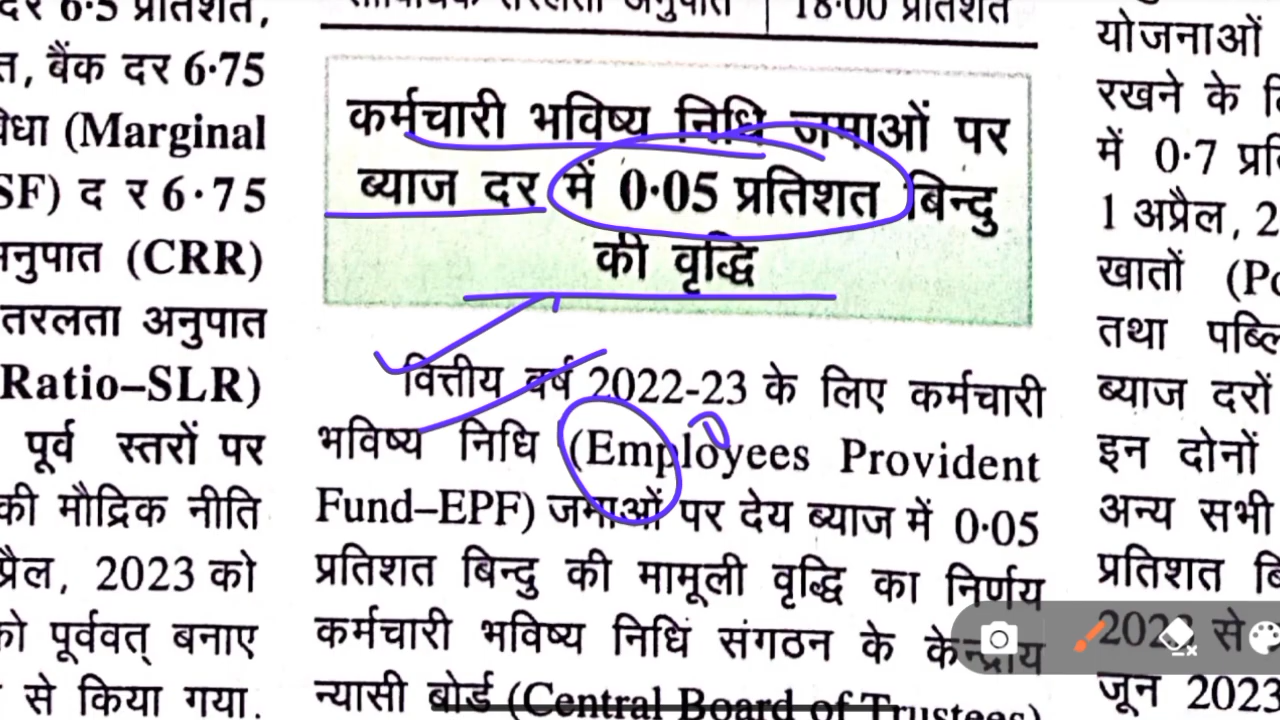 दर 6·5 प्रतिशत,
त, बैंक दर 6·75
विधा (Marginal
SF) द र 6·75
अनुपात (CRR)
तरलता अनुपात
Ratio–SLR)
पूर्व स्तरों पर
की मौद्रिक नीति
प्रैल, 2023 को
को पूर्ववत् बनाए
से किया गया.
तरलता अनुपात 18·00 प्रतिशत
कर्मचारी भविष्य निधि जमाओं पर
ब्याज दर में 0·05 प्रतिशत बिन्दु
की वृद्धि
वित्तीय वर्ष 2022-23 के लिए कर्मचारी
भविष्य निधि (Employees Provident
Fund–EPF) जमाओं पर देय ब्याज में 0·05
प्रतिशत बिन्दु की मामूली वृद्धि का निर्णय
कर्मचारी भविष्य निधि संगठन के केन्द्रीय
न्यासी बोर्ड (Central Board of Trustees)
योजनाओं
रखने के
में 0·7
1 अप्रैल, 2
खातों
तथा
ब्याज दरों
इन दोनों
अन्य सभी
प्रतिशत
2022 से
जून 2023